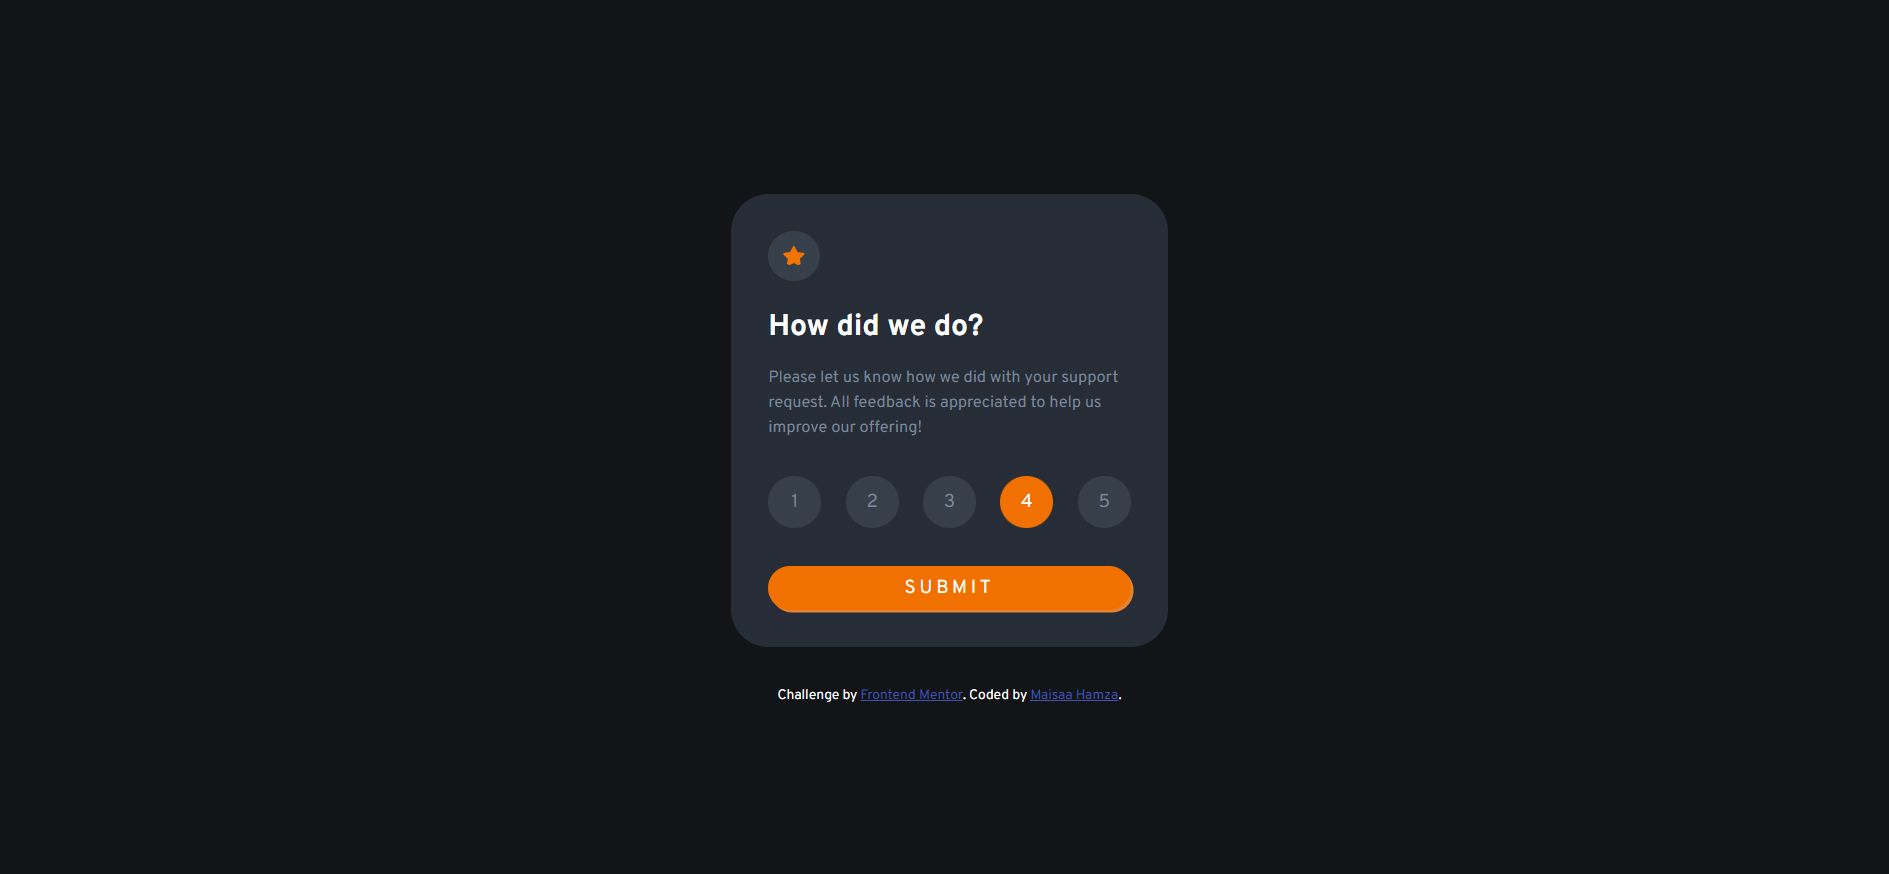 How did we do?
Please let us know how we did with your support
request. All feedback is appreciated to help us
improve our offering!
1 2 3 4 5
SUBMIT
Challenge by Frontend Mentor. Coded by Maisaa Hamza.